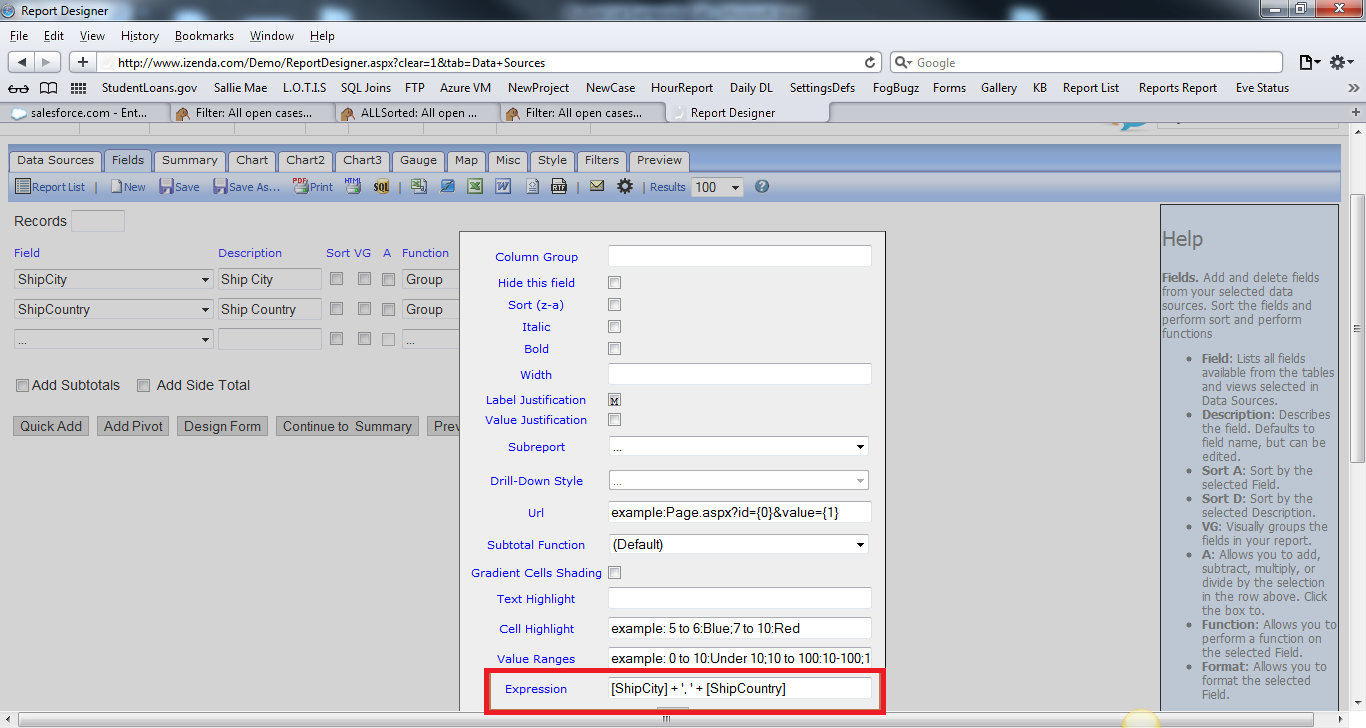 Report Designer
File Edit View History Bookmarks Window Help
http://www.izenda.com/Demo/ReportDesigner.aspx?clear=1&tab=Data+Sources
Google
StudentLoans.gov Sallie Mae L.O.T.I.S SQL Joins FTP Azure VM NewProject NewCase HourReport Daily DL SettingsDefs FogBugz Forms Gallery KB Report List Reports Report Eve Status
salesforce.com - Ent... Filter: All open cases... ALLSorted: All open ... Filter: All open cases... Report Designer
Data Sources Fields Summary Chart Chart2 Chart3 Gauge Map Misc Style Filters Preview
Report List | New Save Save As... PDF Print HTML SQL | RTF | | Results 100
Records
Field Description Sort VG A Function
ShipCity Ship City Group
ShipCountry Ship Country Group
... ...
Add Subtotals Add Side Total
Quick Add Add Pivot Design Form Continue to Summary Prev
Column Group
Hide this field
Sort (z-a)
Italic
Bold
Width
Label Justification M
Value Justification
Subreport ...
Drill-Down Style ...
Url example:Page.aspx?id={0}&value={1}
Subtotal Function (Default)
Gradient Cells Shading
Text Highlight
Cell Highlight example: 5 to 6:Blue;7 to 10:Red
Value Ranges example: 0 to 10:Under 10;10 to 100:10-100;1
Expression [ShipCity] + ', ' + [ShipCountry]
Help
Fields. Add and delete fields
from your selected data
sources. Sort the fields and
perform sort and perform
functions
• Field: Lists all fields
available from the tables
and views selected in
Data Sources.
• Description: Describes
the field. Defaults to
field name, but can be
edited.
• Sort A: Sort by the
selected Field.
• Sort D: Sort by the
selected Description.
• VG: Visually groups the
fields in your report.
• A: Allows you to add,
subtract, multiply, or
divide by the selection
in the row above. Click
the box to.
• Function: Allows you to
perform a function on
the selected Field.
• Format: Allows you to
format the selected
Field.